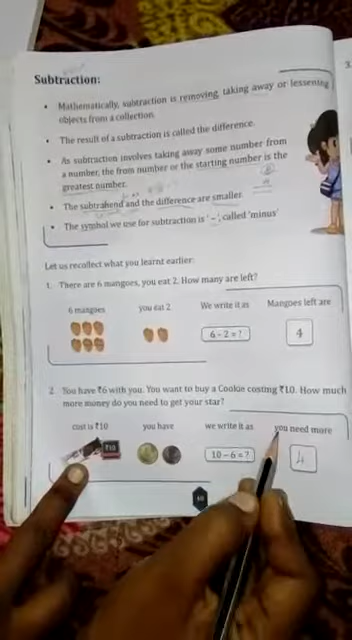 Subtraction:
• Mathematically, subtraction is removing, taking away or lessening
objects from a collection.
• The result of a subtraction is called the difference.
• As subtraction involves taking away some number from
a number, the from number or the starting number is the
greatest number.
• The subtrahend and the difference are smaller.
• The symbol we use for subtraction is '–', called 'minus'
Let us recollect what you learnt earlier:
1. There are 6 mangoes, you eat 2. How many are left?
6 mangoes you eat 2 We write it as Mangoes left are
6 – 2 = ? 4
2. You have ₹6 with you. You want to buy a Cookie costing ₹10. How much
more money do you need to get your star?
cost is ₹10 you have we write it as you need more
₹10 10 – 6 = ? 4